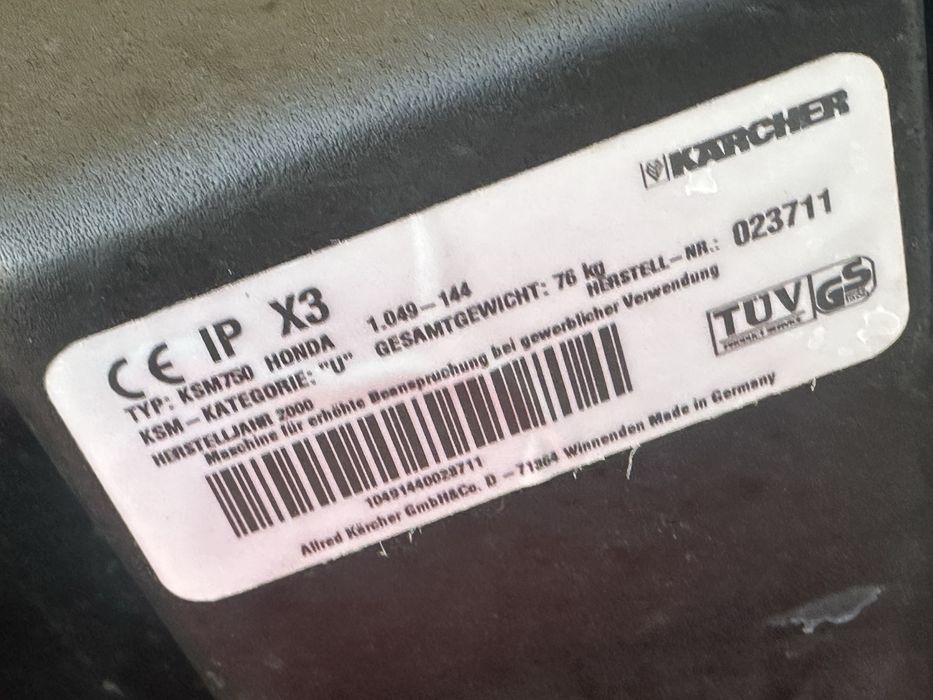 KÄRCHER
CE IP X3
TYP: KSM750 HONDA 1.049-144
KSM-KATEGORIE: "U" GESAMTGEWICHT: 76 kg
HERSTELLJAHR 2000 HERSTELL-NR.: 023711
Maschine für erhöhte Beanspruchung bei gewerblicher Verwendung
TÜV GS
PRODUCT SERVICE
10491440023711
Alfred Kärcher GmbH&Co. D - 71364 Winnenden Made in Germany